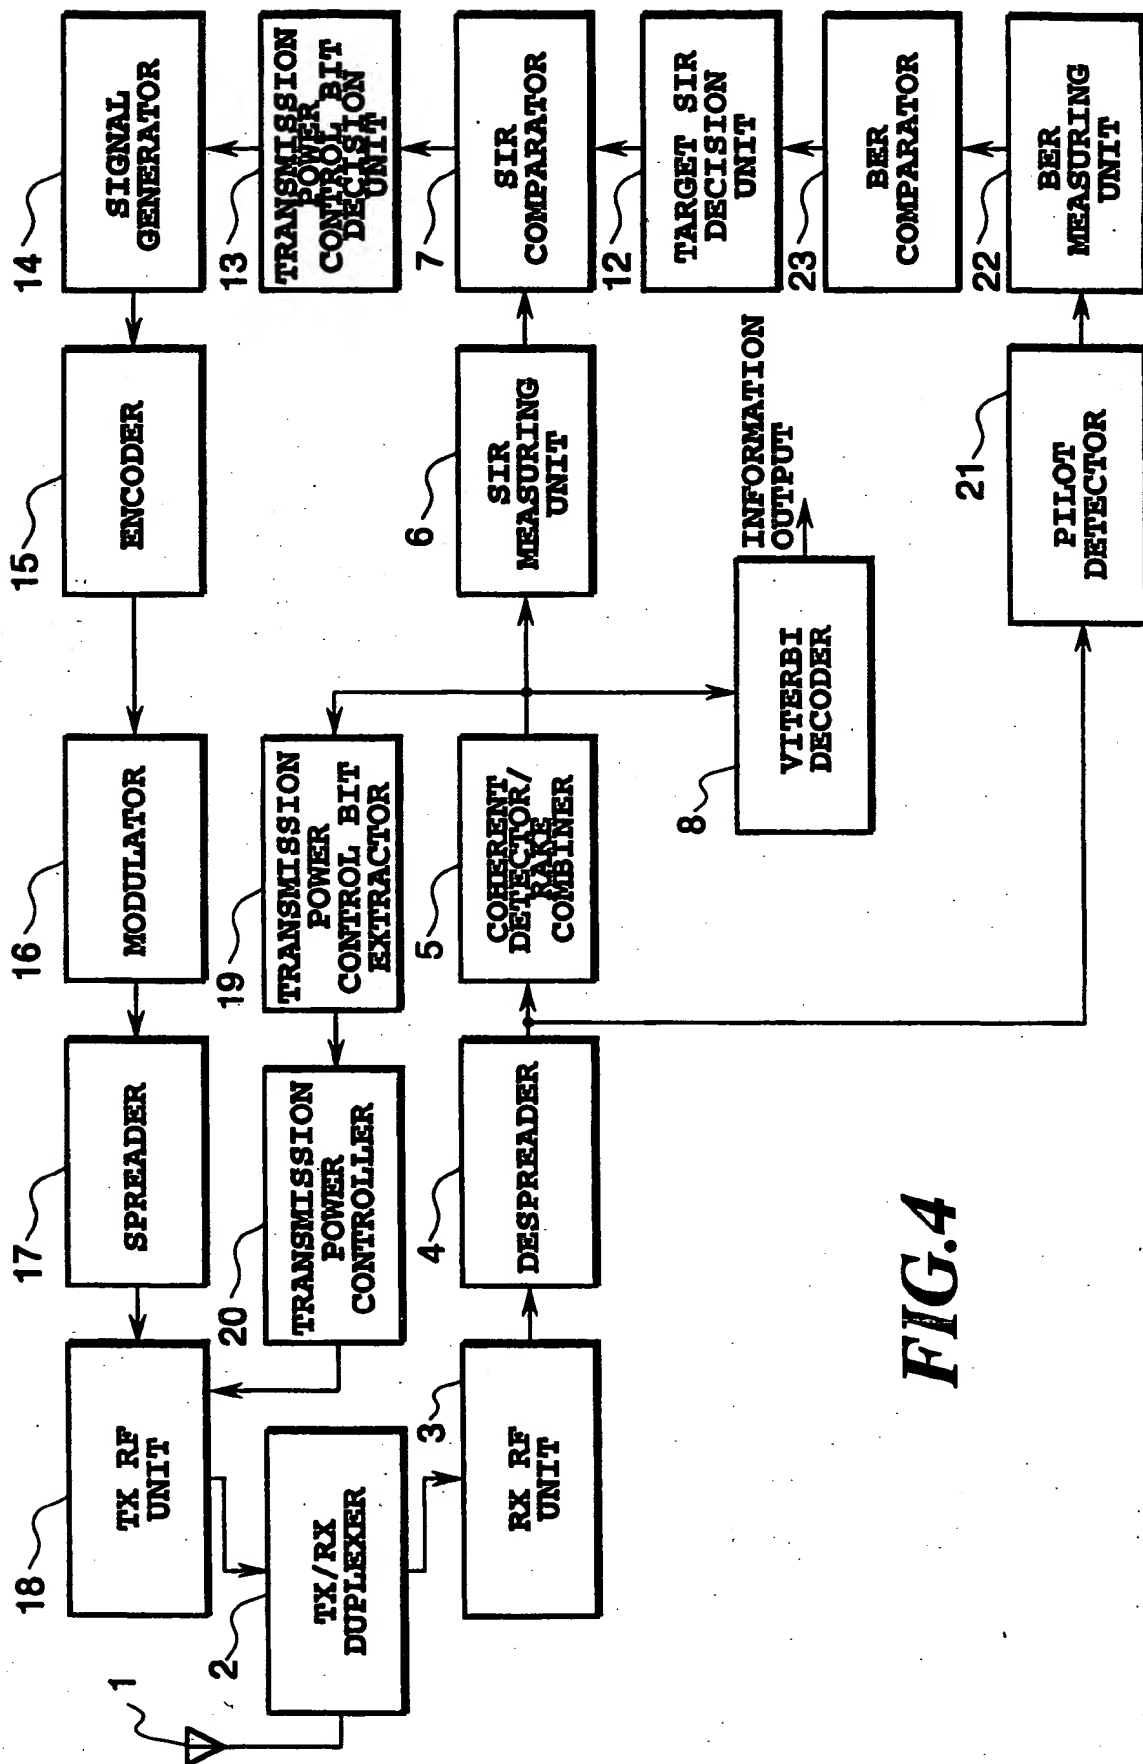 14
SIGNAL
GENERATOR
15
ENCODER
16
MODULATOR
17
SPREADER
18
TX RF
UNIT
13
TRANSMISSION
POWER
CONTROL BIT
DECISION
UNIT
19
TRANSMISSION
POWER
CONTROL BIT
EXTRACTOR
20
TRANSMISSION
POWER
CONTROLLER
1
2
TX/RX
DUPLEXER
3
RX RF
UNIT
4
DESPREADER
5
COHERENT
DETECTOR/
RAKE
COMBINER
6
SIR
MEASURING
UNIT
7
SIR
COMPARATOR
12
TARGET SIR
DECISION
UNIT
8
VITERBI
DECODER
INFORMATION
OUTPUT
23
BER
COMPARATOR
22
BER
MEASURING
UNIT
21
PILOT
DETECTOR
FIG.4